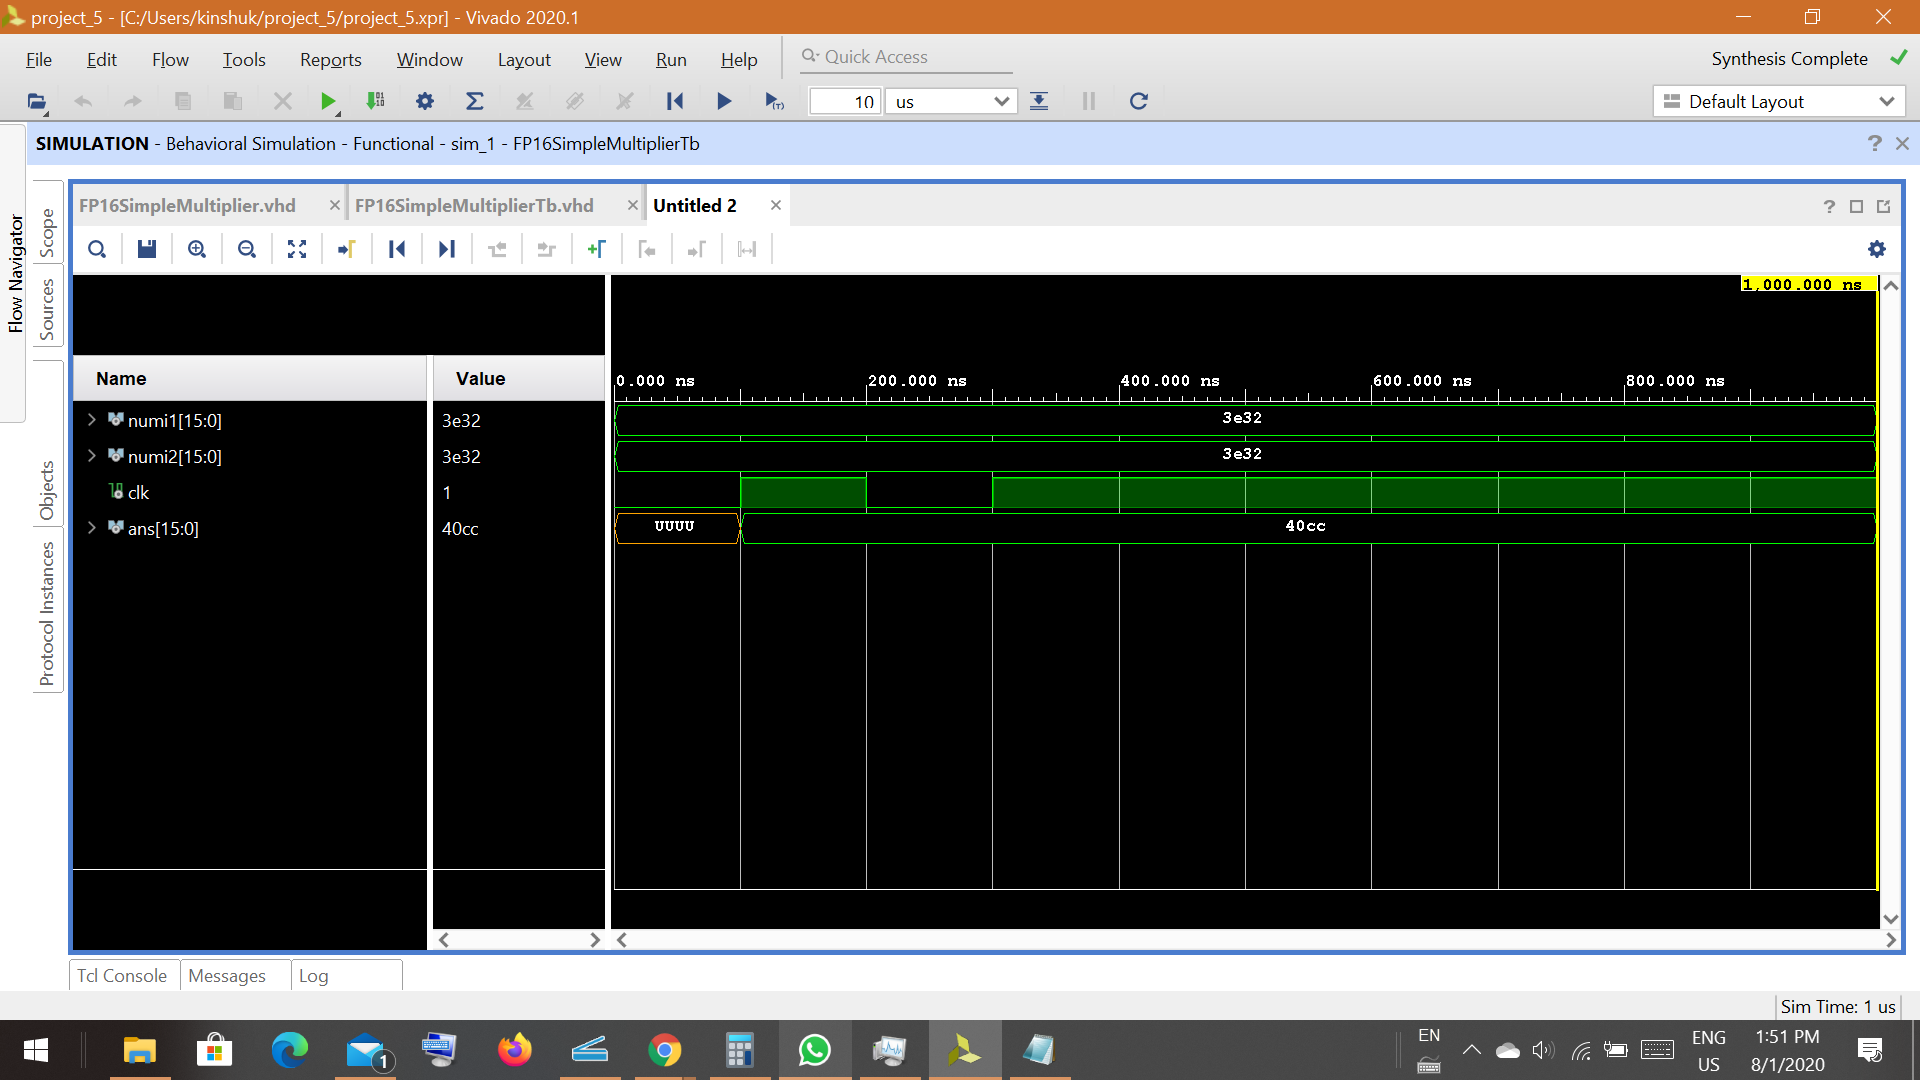 project_5 - [C:/Users/kinshuk/project_5/project_5.xpr] - Vivado 2020.1
File Edit Flow Tools Reports Window Layout View Run Help Quick Access
Synthesis Complete
10 us
Default Layout
SIMULATION - Behavioral Simulation - Functional - sim_1 - FP16SimpleMultiplierTb
Flow Navigator
Scope
Sources
Objects
Protocol Instances
FP16SimpleMultiplier.vhd FP16SimpleMultiplierTb.vhd Untitled 2
1,000.000 ns
Name Value
0.000 ns 200.000 ns 400.000 ns 600.000 ns 800.000 ns
numi1[15:0] 3e32 3e32
numi2[15:0] 3e32 3e32
clk 1
ans[15:0] 40cc UUUU 40cc
Tcl Console Messages Log
Sim Time: 1 us
1
EN
ENG
US
1:51 PM
8/1/2020